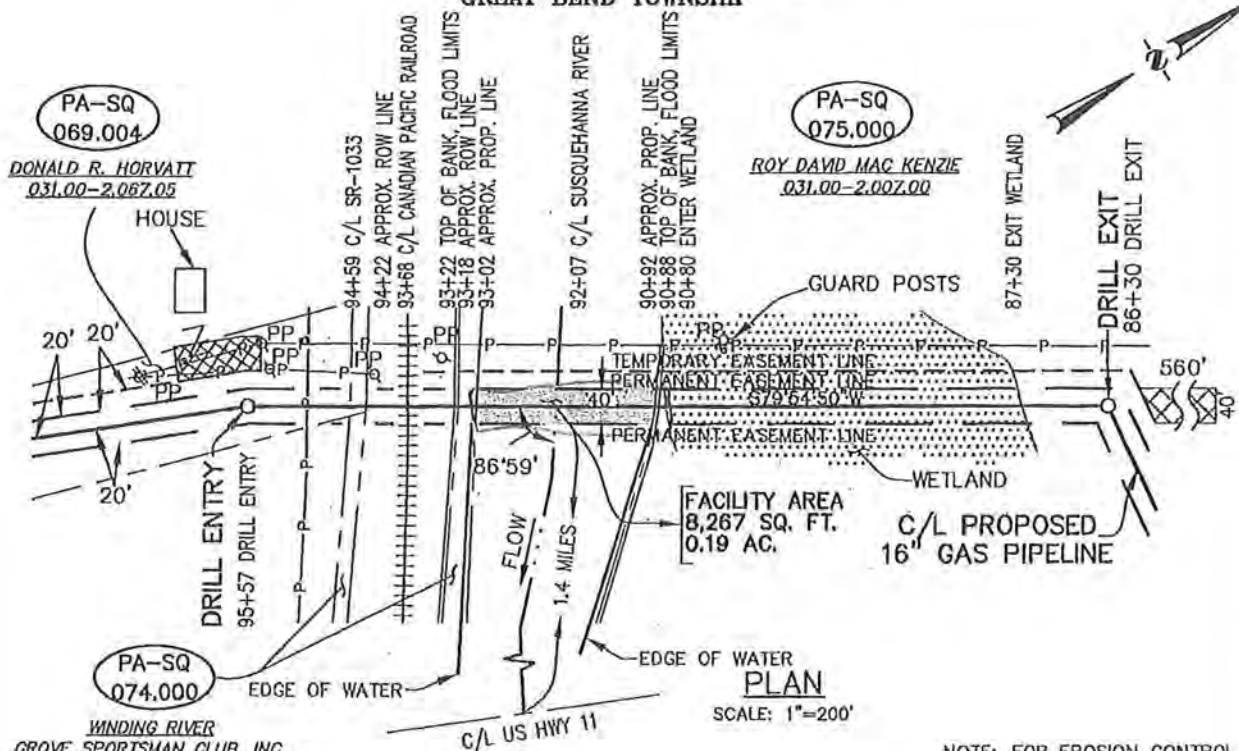 GREAT BEND TOWNSHIP
PA-SQ
069.004
DONALD R. HORVATT
031.00-2,067.05
HOUSE
94+59 C/L SR-1033
94+22 APPROX. ROW LINE
93+68 C/L CANADIAN PACIFIC RAILROAD
93+22 TOP OF BANK, FLOOD LIMITS
93+18 APPROX. ROW LINE
93+02 APPROX. PROP. LINE
92+07 C/L SUSQUEHANNA RIVER
90+92 APPROX. PROP. LINE
90+88 TOP OF BANK, FLOOD LIMITS
90+80 ENTER WETLAND
PA-SQ
075.000
ROY DAVID MAC KENZIE
031.00-2,007.00
87+30 EXIT WETLAND
DRILL EXIT
86+30 DRILL EXIT
N
GUARD POSTS
20' 20'
PP
PP
PP
PP
PP
PP
PP
P P P P P P P P P
TEMPORARY EASEMENT LINE
PERMANENT EASEMENT LINE
40'
S79°54'50"W
PERMANENT EASEMENT LINE
560'
40'
20'
86°59'
DRILL ENTRY
95+57 DRILL ENTRY
FLOW
1.4 MILES
FACILITY AREA
8,267 SQ. FT.
0.19 AC.
WETLAND
C/L PROPOSED
16" GAS PIPELINE
PA-SQ
074.000
EDGE OF WATER
EDGE OF WATER
C/L US HWY 11
PLAN
SCALE: 1"=200'
WINDING RIVER
GROVE SPORTSMAN CLUB, INC.
NOTE: FOR EROSION CONTROL